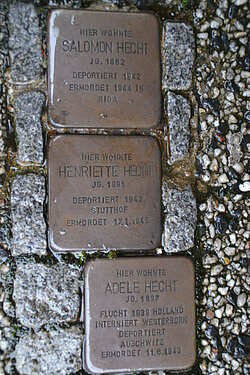 HIER WOHNTE
SALOMON HECHT
JG. 1882
DEPORTIERT 1942
ERMORDET 1944 IN
RIGA
HIER WOHNTE
HENRIETTE HECHT
JG. 1895
DEPORTIERT 1942
STUTTHOF
ERMORDET 17.1.1945
HIER WOHNTE
ADELE HECHT
JG. 1897
FLUCHT 1939 HOLLAND
INTERNIERT WESTERBORK
DEPORTIERT
AUSCHWITZ
ERMORDET 11.6.1943